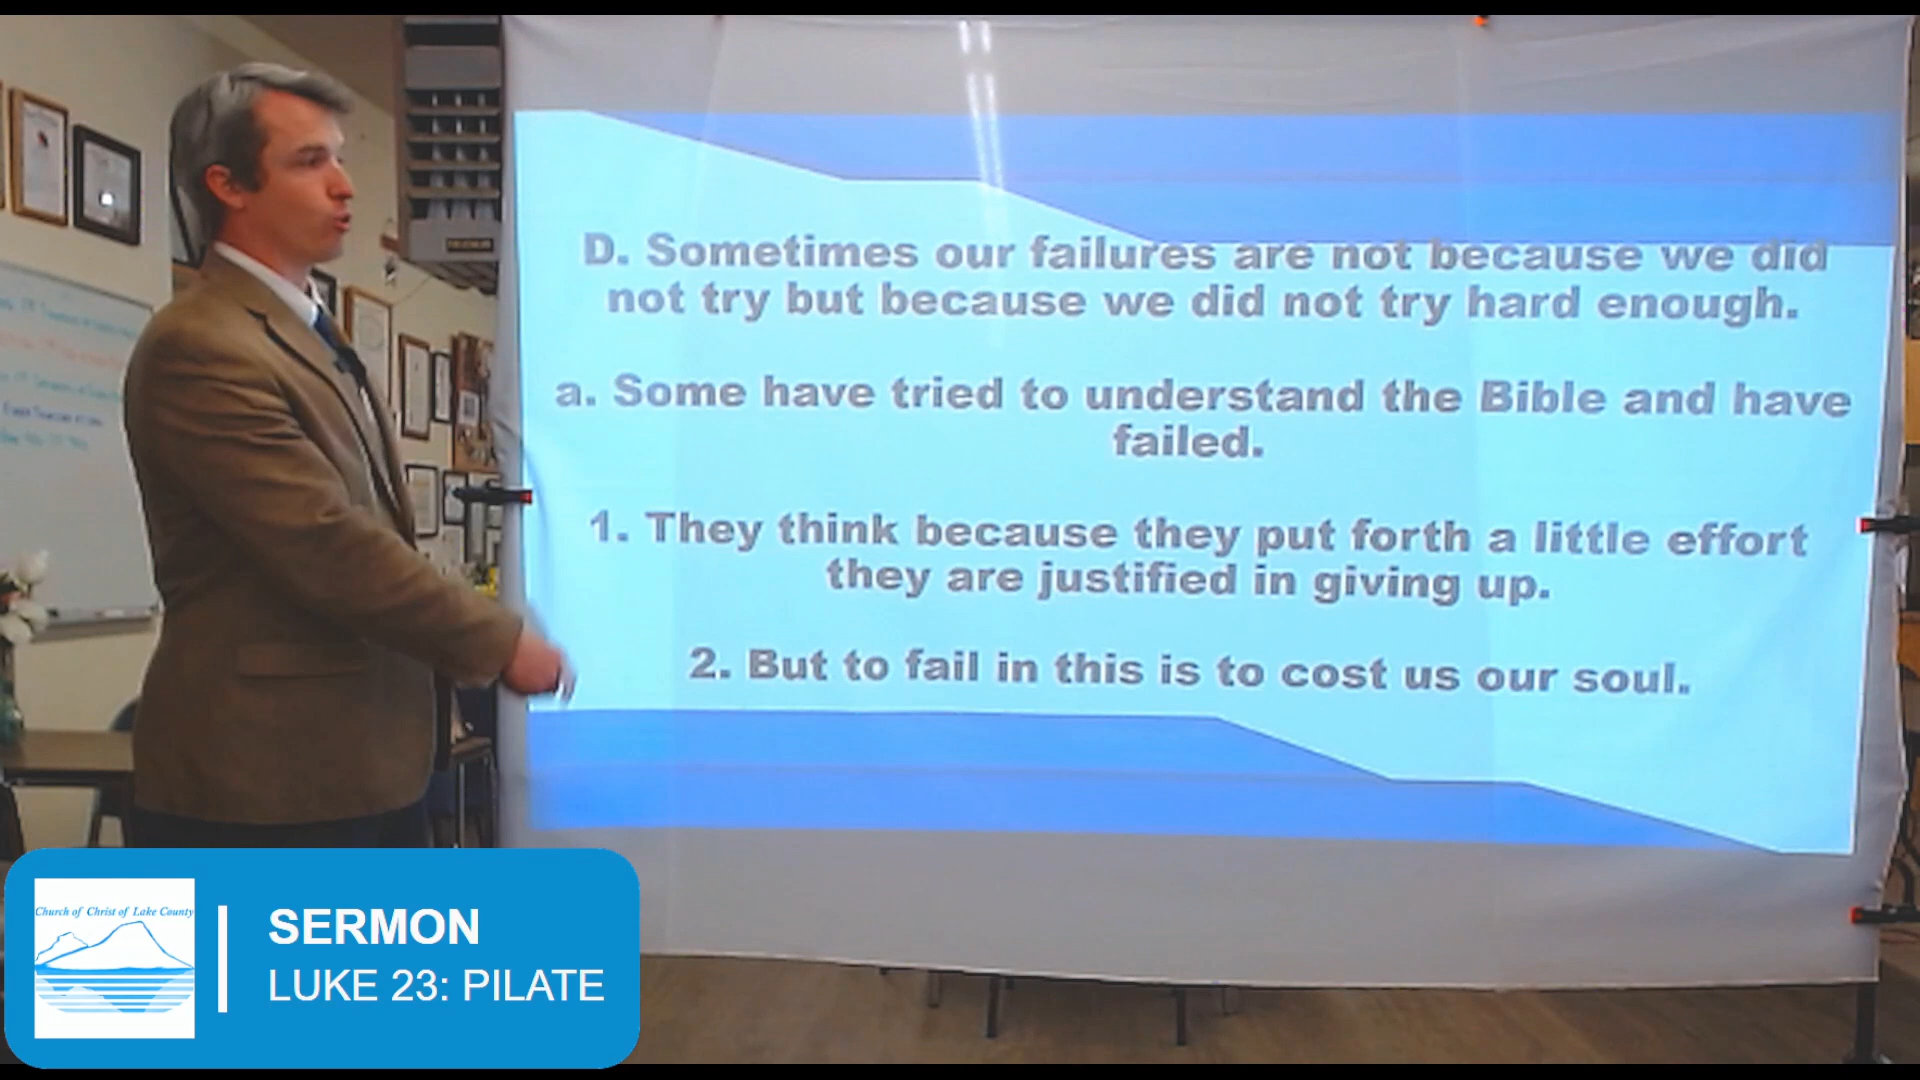 D. Sometimes our failures are not because we did
not try but because we did not try hard enough.
a. Some have tried to understand the Bible and have
failed.
1. They think because they put forth a little effort
they are justified in giving up.
2. But to fail in this is to cost us our soul.
Church of Christ of Lake County
SERMON
LUKE 23: PILATE